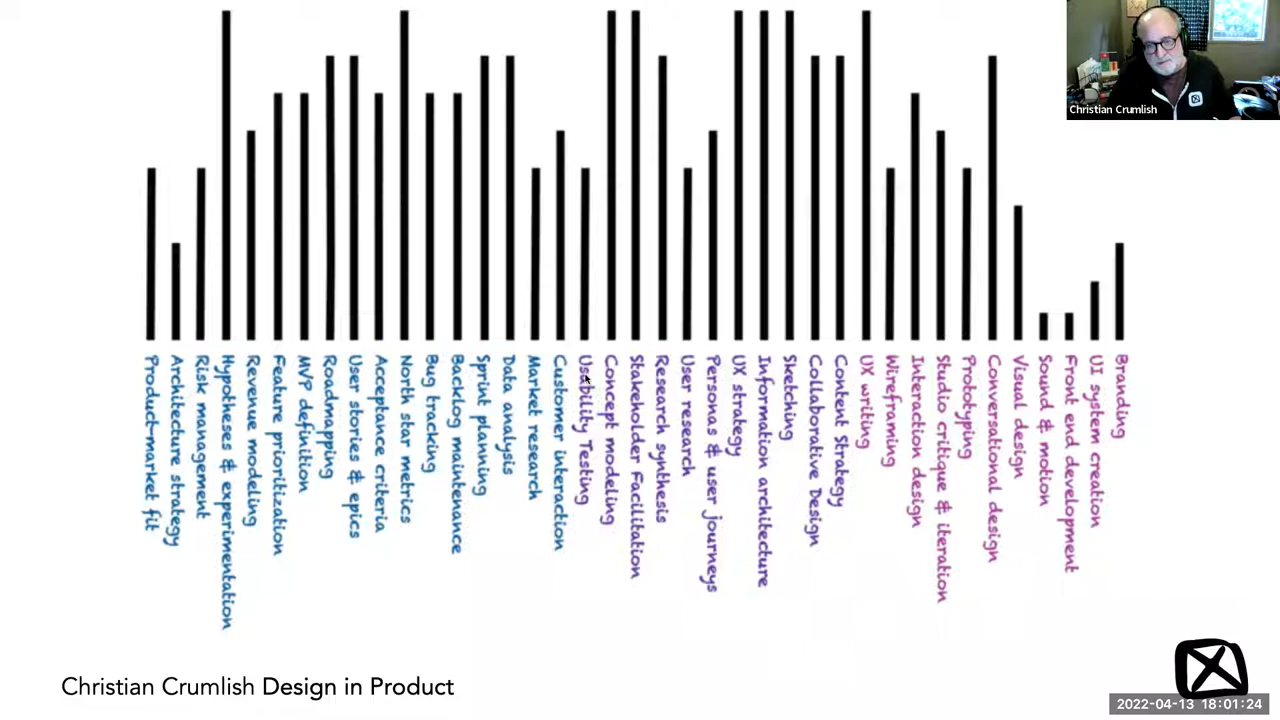 Christian Crumlish
Product-market fit
Architecture strategy
Risk management
Hypotheses & experimentation
Revenue modeling
Feature prioritization
MVP definition
Roadmapping
User stories & epics
Acceptance criteria
North star metrics
Bug tracking
Backlog maintenance
Sprint planning
Data analysis
Market research
Customer interaction
Usability Testing
Concept modeling
Stakeholder Facilitation
Research synthesis
User research
Personas & user journeys
UX strategy
Information architecture
Sketching
Collaborative Design
Content Strategy
UX writing
Wireframing
Interaction design
Studio critique & iteration
Prototyping
Conversational design
Visual design
Sound & motion
Front end development
UI system creation
Branding
Christian Crumlish Design in Product
2022-04-13 18:01:24